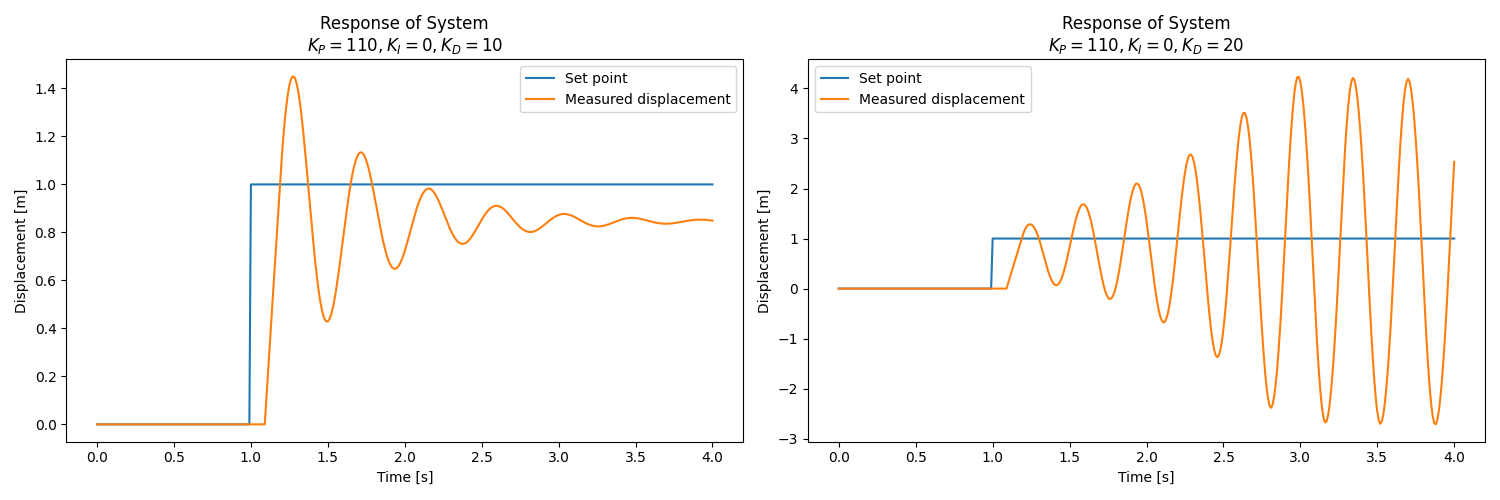 Response of System
K_P = 110, K_I = 0, K_D = 10
Set point
Measured displacement
1.4
1.2
1.0
0.8
0.6
0.4
0.2
0.0
Displacement [m]
0.0 0.5 1.0 1.5 2.0 2.5 3.0 3.5 4.0
Time [s]
Response of System
K_P = 110, K_I = 0, K_D = 20
Set point
Measured displacement
4
3
2
1
0
−1
−2
−3
Displacement [m]
0.0 0.5 1.0 1.5 2.0 2.5 3.0 3.5 4.0
Time [s]